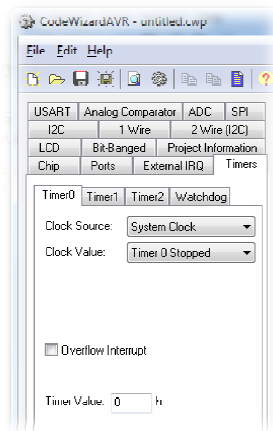 CodeWizardAVR - untitled.cwp
File Edit Help
USART Analog Comparator ADC SPI
I2C 1 Wire 2 Wire (I2C)
LCD Bit-Banged Project Information
Chip Ports External IRQ Timers
Timer0 Timer1 Timer2 Watchdog
Clock Source: System Clock
Clock Value: Timer 0 Stopped
Overflow Interrupt
Timer Value: 0 h